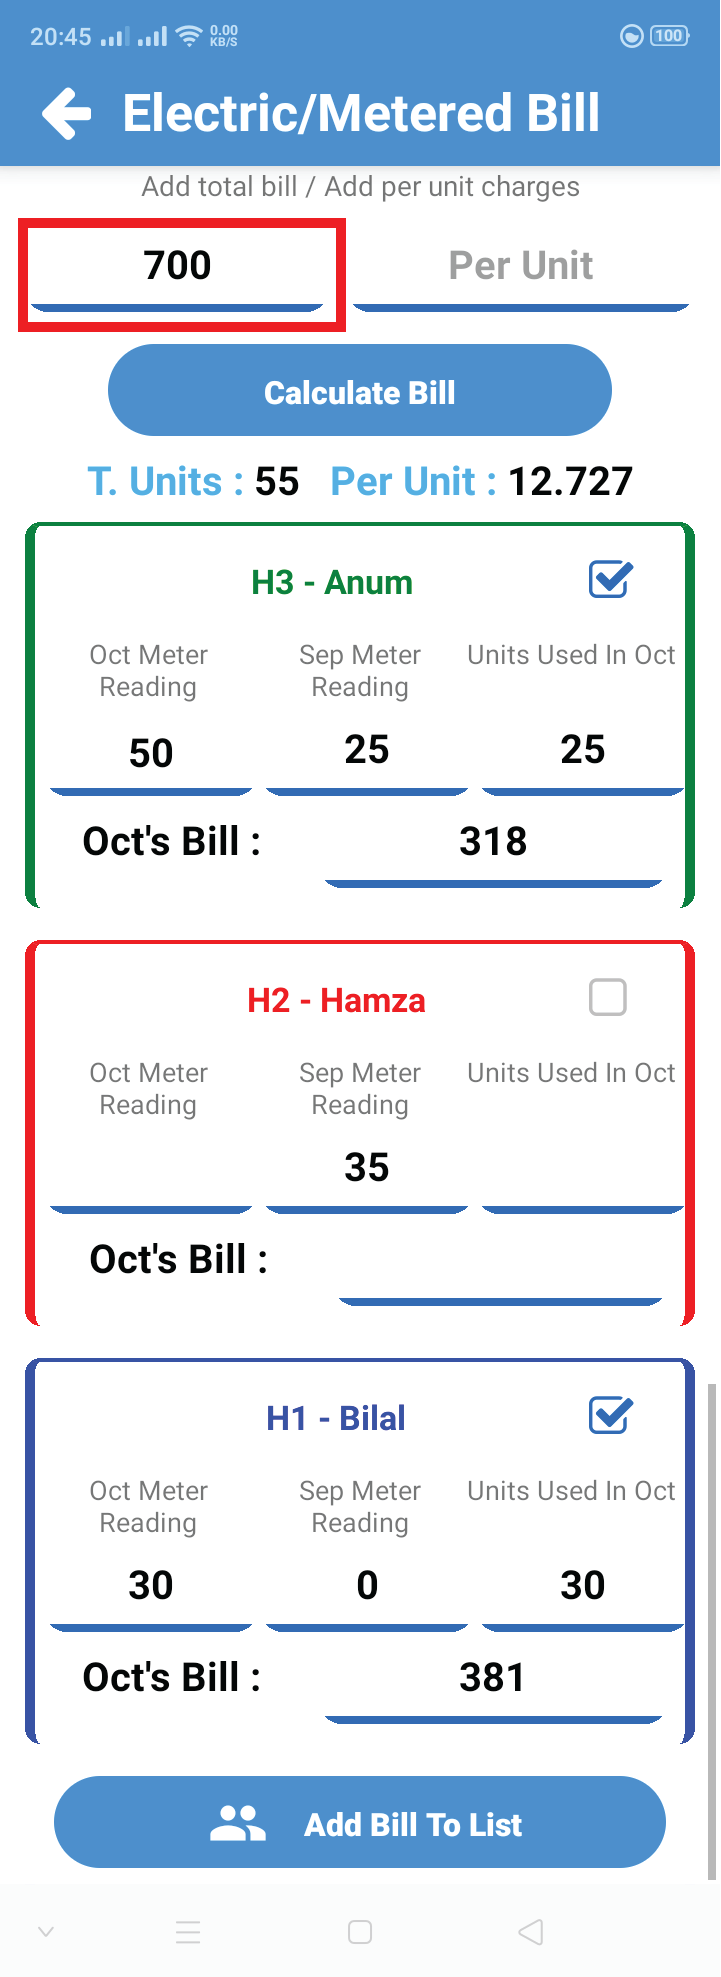 20:45 0.00 KB/S 100
Electric/Metered Bill
Add total bill / Add per unit charges
700 Per Unit
Calculate Bill
T. Units : 55 Per Unit : 12.727
H3 - Anum
Oct Meter Reading
Sep Meter Reading
Units Used In Oct
50 25 25
Oct's Bill : 318
H2 - Hamza
Oct Meter Reading
Sep Meter Reading
Units Used In Oct
35
Oct's Bill :
H1 - Bilal
Oct Meter Reading
Sep Meter Reading
Units Used In Oct
30 0 30
Oct's Bill : 381
Add Bill To List